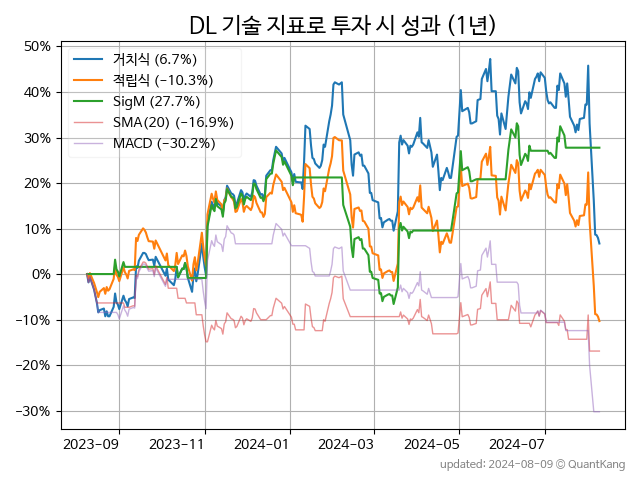 DL 기술 지표로 투자 시 성과 (1년)
50%
40%
30%
20%
10%
0%
−10%
−20%
−30%
거치식 (6.7%)
적립식 (−10.3%)
SigM (27.7%)
SMA(20) (−16.9%)
MACD (−30.2%)
2023-09
2023-11
2024-01
2024-03
2024-05
2024-07
updated: 2024-08-09 © QuantKang